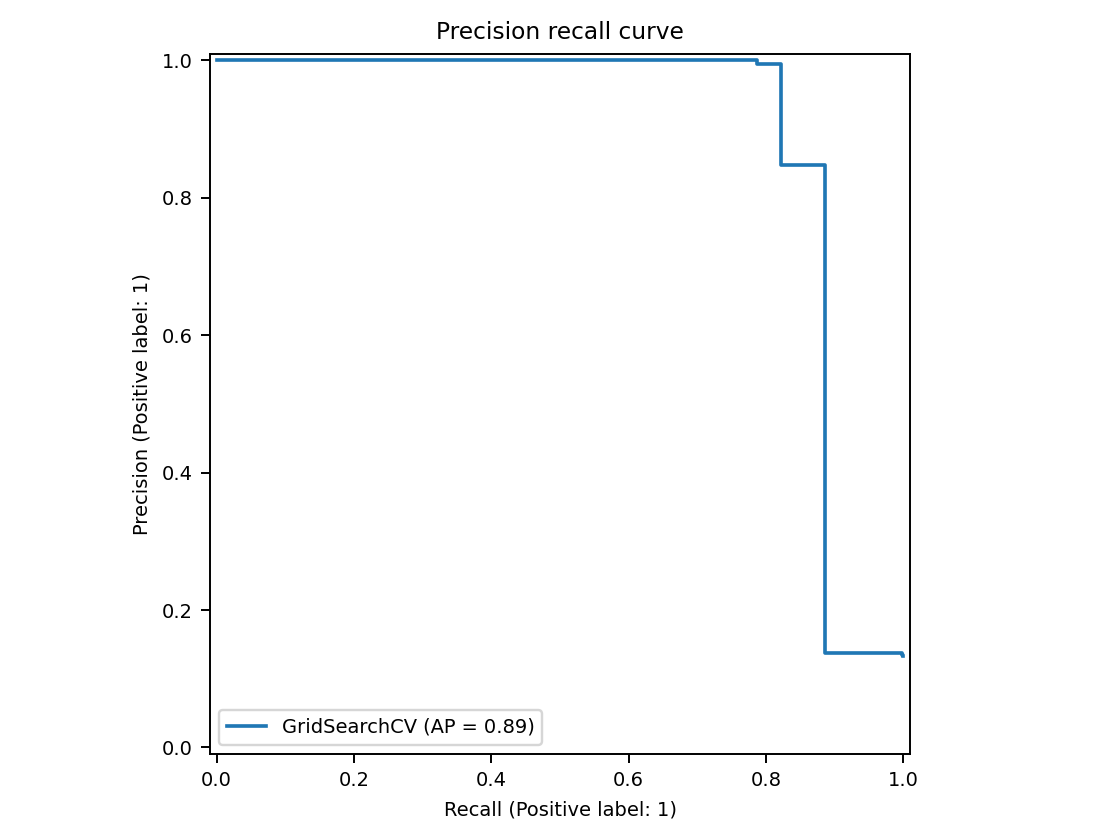 Precision recall curve
1.0
0.8
0.6
0.4
0.2
0.0
Precision (Positive label: 1)
GridSearchCV (AP = 0.89)
0.0 0.2 0.4 0.6 0.8 1.0
Recall (Positive label: 1)